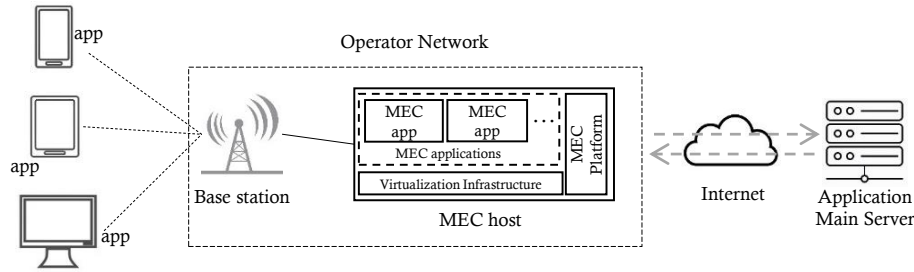 app
app
app
Operator Network
Base station
MEC
app
MEC
app
...
MEC applications
Virtualization Infrastructure
MEC
Platform
MEC host
Internet
Application
Main Server